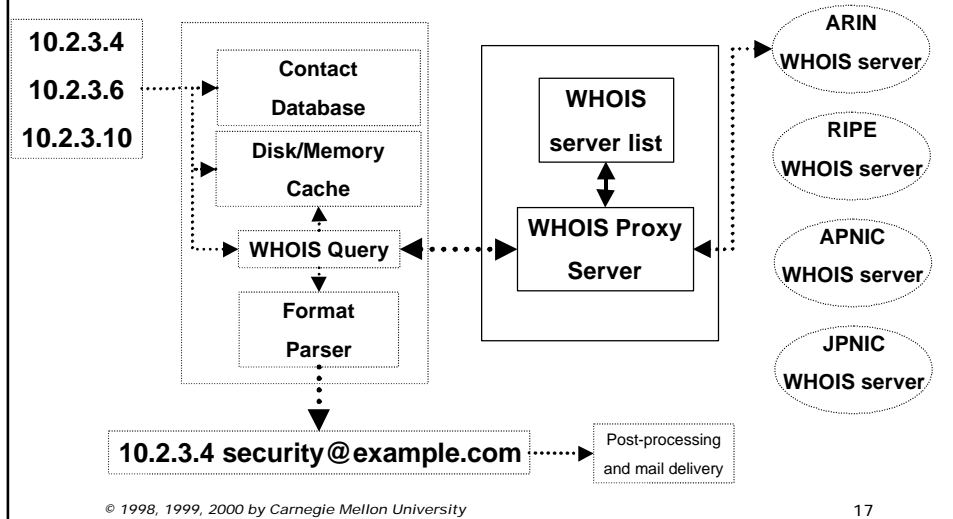 10.2.3.4
10.2.3.6
10.2.3.10
Contact
Database
Disk/Memory
Cache
WHOIS Query
Format
Parser
WHOIS
server list
WHOIS Proxy
Server
ARIN
WHOIS server
RIPE
WHOIS server
APNIC
WHOIS server
JPNIC
WHOIS server
10.2.3.4 security@example.com
Post-processing
and mail delivery
© 1998, 1999, 2000 by Carnegie Mellon University
17